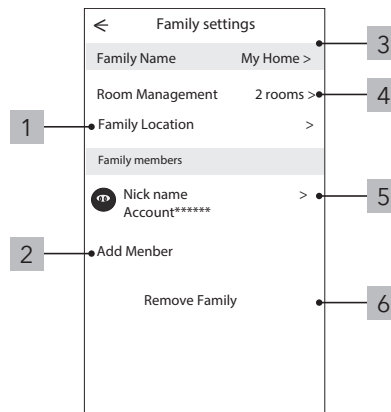 Family settings
Family Name My Home >
3
Room Management 2 rooms >
4
1
Family Location >
Family members
Nick name >
5
Account******
2
Add Menber
Remove Family
6